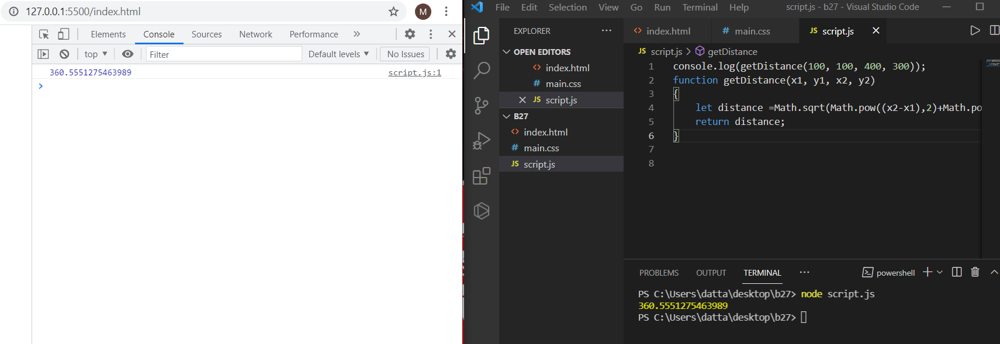 127.0.0.1:5500/index.html
M
Elements Console Sources Network Performance »
top Filter Default levels No Issues
360.5551275463989 script.js:1
>
File Edit Selection View Go Run Terminal Help script.js - b27 - Visual Studio Code
EXPLORER ···
OPEN EDITORS
<> index.html
# main.css
JS script.js
B27
<> index.html
# main.css
JS script.js
<> index.html # main.css JS script.js
JS script.js > getDistance
1 console.log(getDistance(100, 100, 400, 300));
2 function getDistance(x1, y1, x2, y2)
3 {
4 let distance =Math.sqrt(Math.pow((x2-x1),2)+Math.po
5 return distance;
6 }
7
8
PROBLEMS OUTPUT TERMINAL ··· powershell
PS C:\Users\datta\desktop\b27> node script.js
360.5551275463989
PS C:\Users\datta\desktop\b27>